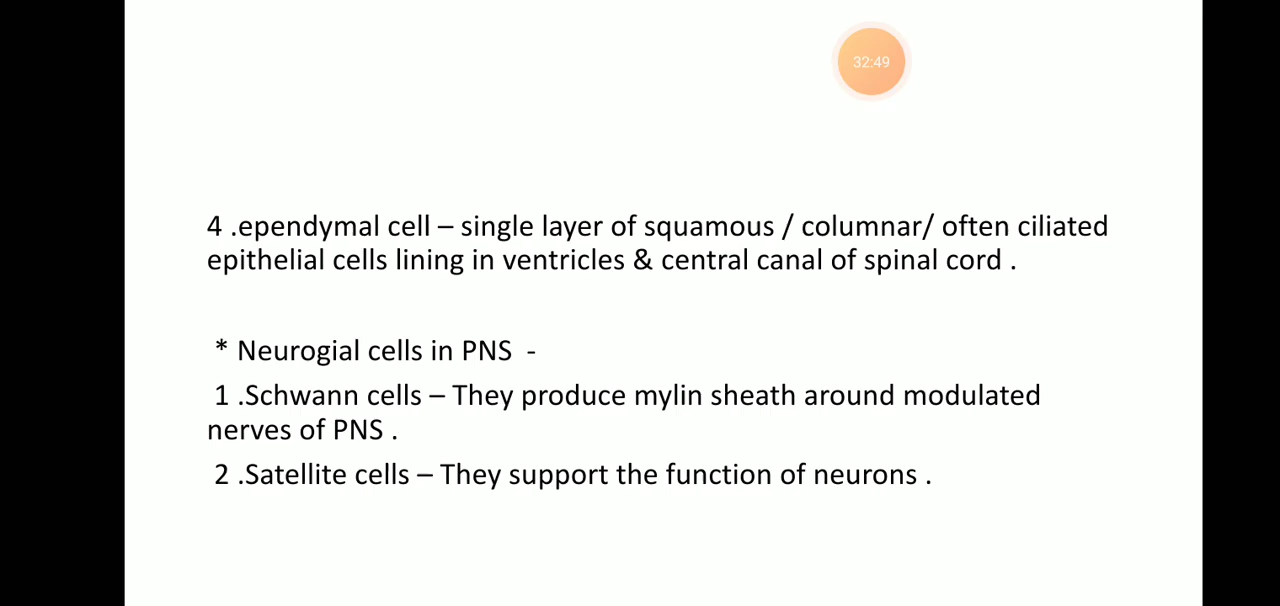 32:49
4 .ependymal cell – single layer of squamous / columnar/ often ciliated
epithelial cells lining in ventricles & central canal of spinal cord .
* Neurogial cells in PNS -
1 .Schwann cells – They produce mylin sheath around modulated
nerves of PNS .
2 .Satellite cells – They support the function of neurons .